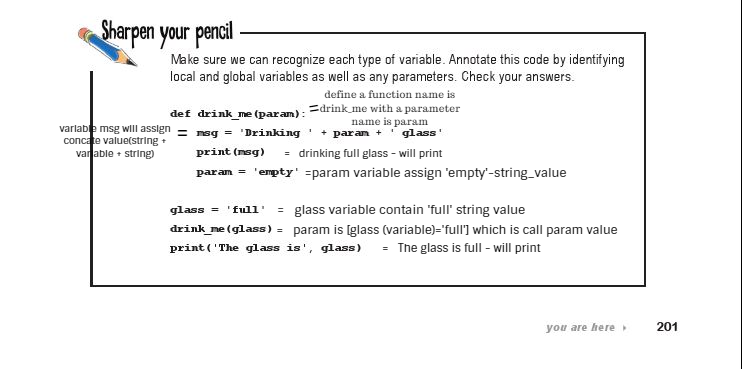 Sharpen your pencil
Make sure we can recognize each type of variable. Annotate this code by identifying
local and global variables as well as any parameters. Check your answers.
define a function name is
def drink_me(param): =drink_me with a parameter
name is param
variable msg will assign
concate value(string +
variable + string)
= msg = 'Drinking ' + param + ' glass'
print(msg) = drinking full glass - will print
param = 'empty' =param variable assign 'empty'-string_value
glass = 'full' = glass variable contain 'full' string value
drink_me(glass) = param is [glass (variable)='full'] which is call param value
print('The glass is', glass) = The glass is full - will print
you are here 201